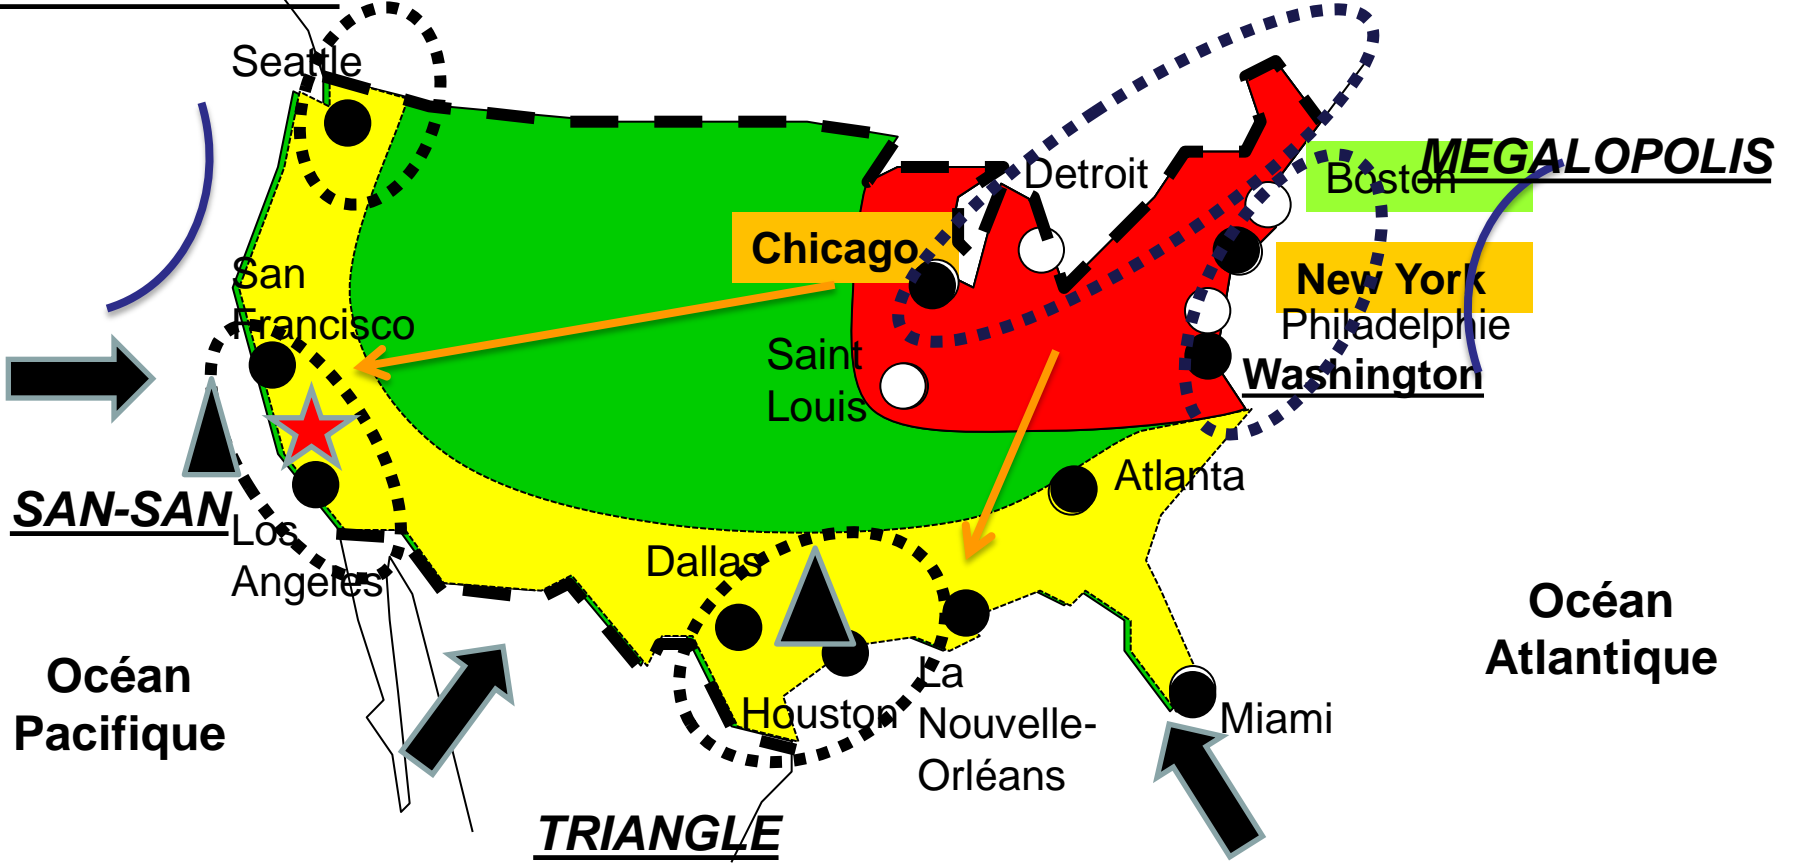 Seattle
MEGALOPOLIS
Detroit
Boston
Chicago
San
Francisco
New York
Philadelphie
Saint
Louis
Washington
Atlanta
SAN-SAN
Los
Angeles
Dallas
Océan
Atlantique
Océan
Pacifique
Houston
La
Nouvelle-
Orléans
Miami
TRIANGLE